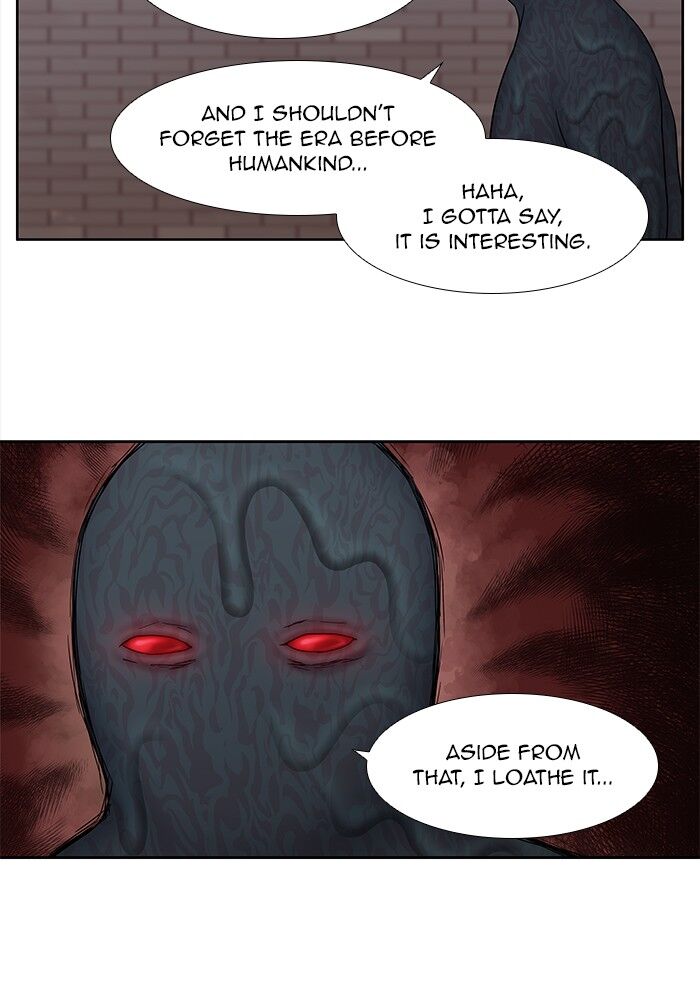 AND I SHOULDN'T
FORGET THE ERA BEFORE
HUMANKIND...
HAHA,
I GOTTA SAY,
IT IS INTERESTING.
ASIDE FROM
THAT, I LOATHE IT...